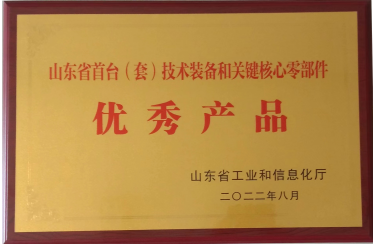 山东省首台（套）技术装备和关键核心零部件
优秀产品
山东省工业和信息化厅
二〇二二年八月